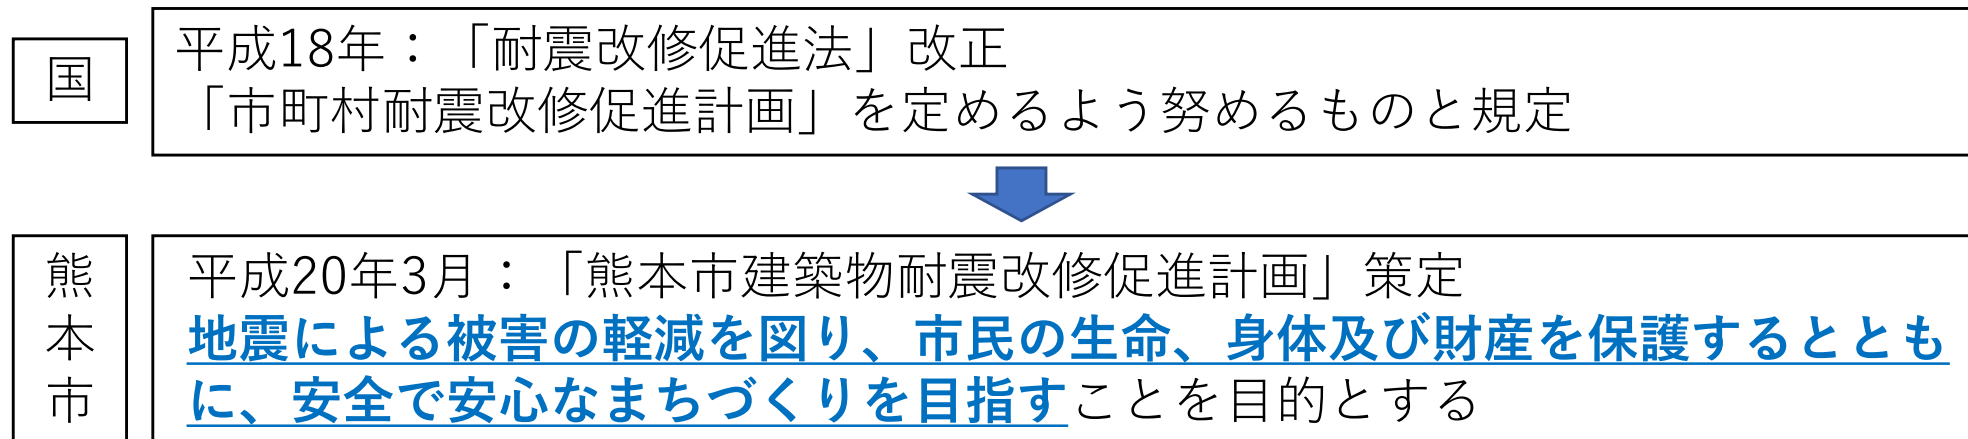 国
平成18年：「耐震改修促進法」改正
「市町村耐震改修促進計画」を定めるよう努めるものと規定
熊本市
平成20年3月：「熊本市建築物耐震改修促進計画」策定
地震による被害の軽減を図り、市民の生命、身体及び財産を保護するととも
に、安全で安心なまちづくりを目指すことを目的とする